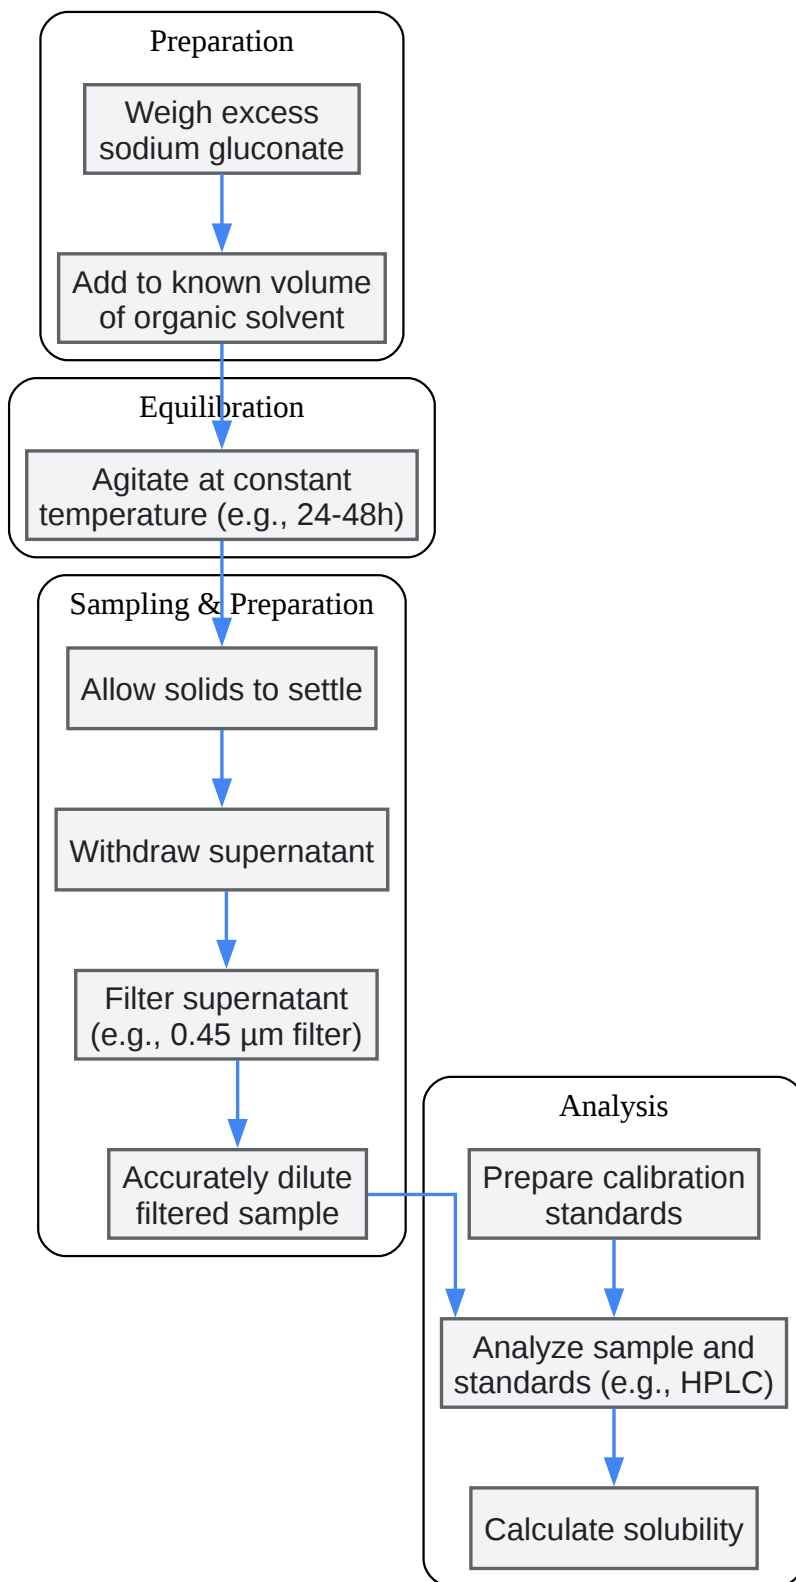 Preparation
Weigh excess
sodium gluconate
Add to known volume
of organic solvent
Equilibration
Agitate at constant
temperature (e.g., 24-48h)
Sampling & Preparation
Allow solids to settle
Withdraw supernatant
Filter supernatant
(e.g., 0.45 µm filter)
Accurately dilute
filtered sample
Analysis
Prepare calibration
standards
Analyze sample and
standards (e.g., HPLC)
Calculate solubility